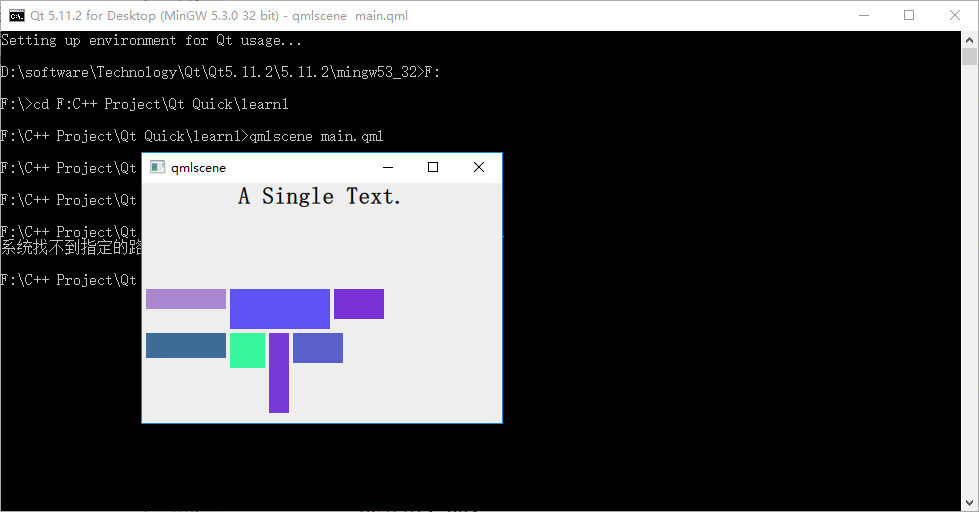 Qt 5.11.2 for Desktop (MinGW 5.3.0 32 bit) - qmlscene  main.qml
Setting up environment for Qt usage...
D:\software\Technology\Qt\Qt5.11.2\5.11.2\mingw53_32>F:
F:\>cd F:C++ Project\Qt Quick\learn1
F:\C++ Project\Qt Quick\learn1>qmlscene main.qml
F:\C++ Project\Qt
F:\C++ Project\Qt
F:\C++ Project\Qt
系统找不到指定的路
F:\C++ Project\Qt
qmlscene
A Single Text.